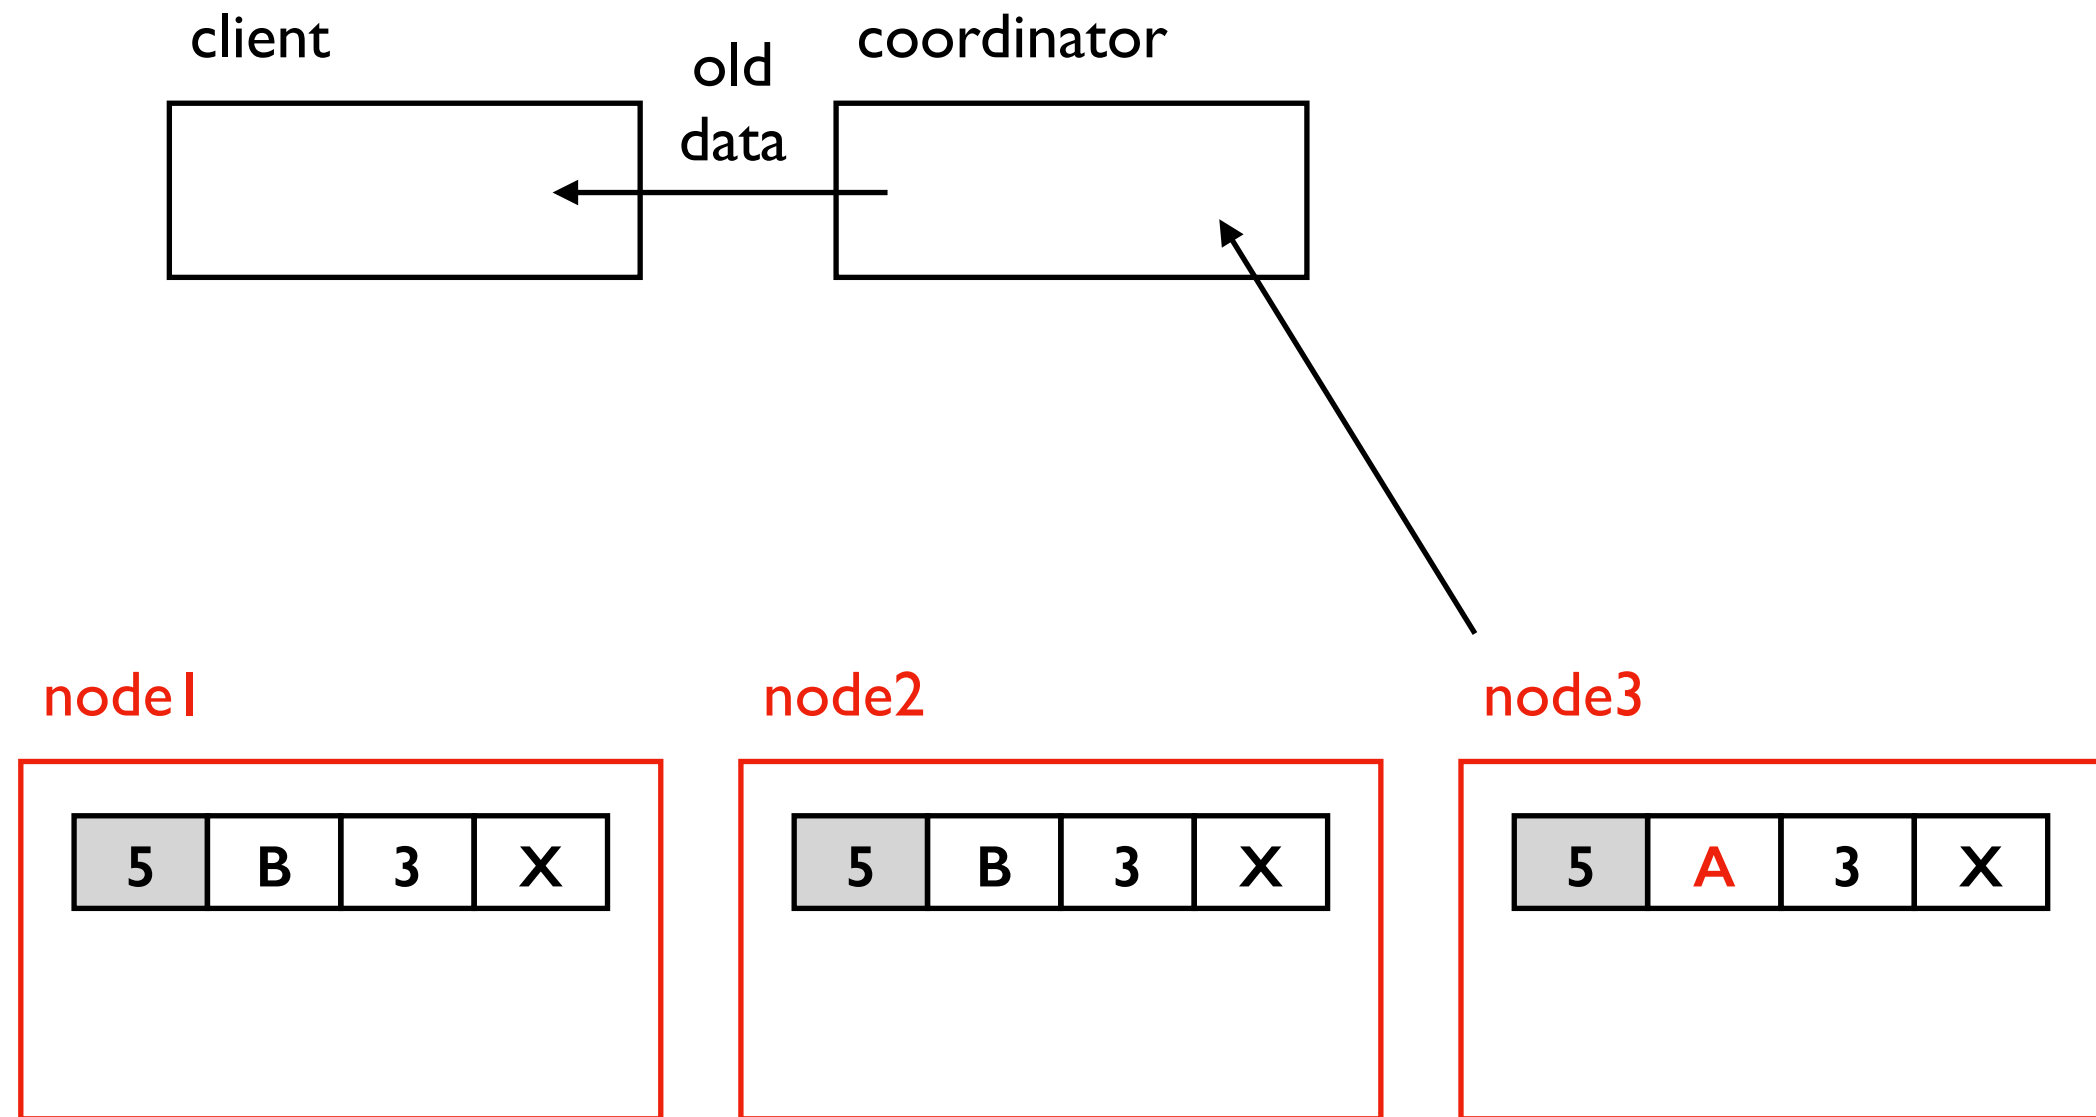 client
old
data
coordinator
node1
node2
node3
5 B 3 X
5 B 3 X
5 A 3 X